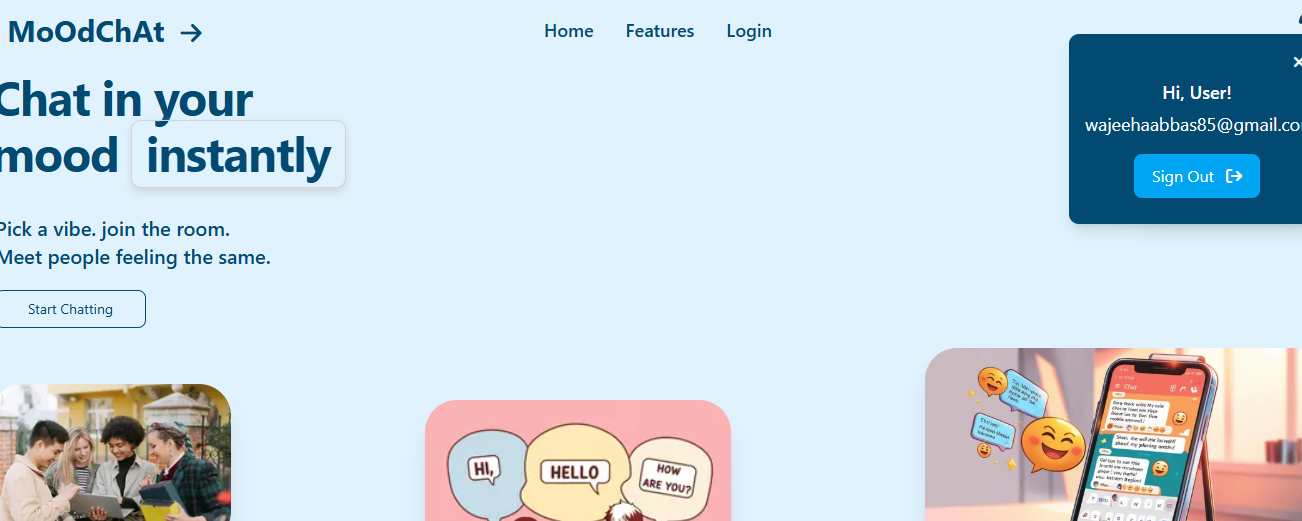 MoOdChAt
Home Features Login
Hi, User!
wajeehaabbas85@gmail.co
Sign Out
Chat in your
mood instantly
Pick a vibe. join the room.
Meet people feeling the same.
Start Chatting
HI,
HELLO
HOW
ARE YOU?
Chat